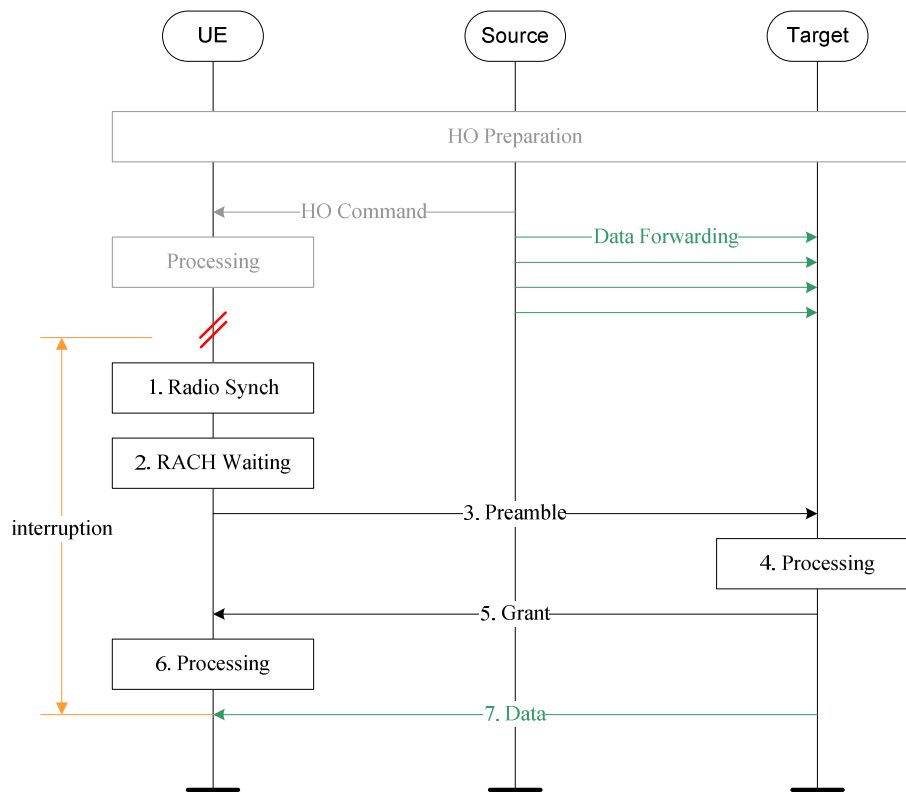 UE
Source
Target
HO Preparation
HO Command
Data Forwarding
Processing
1. Radio Synch
2. RACH Waiting
3. Preamble
interruption
4. Processing
5. Grant
6. Processing
7. Data